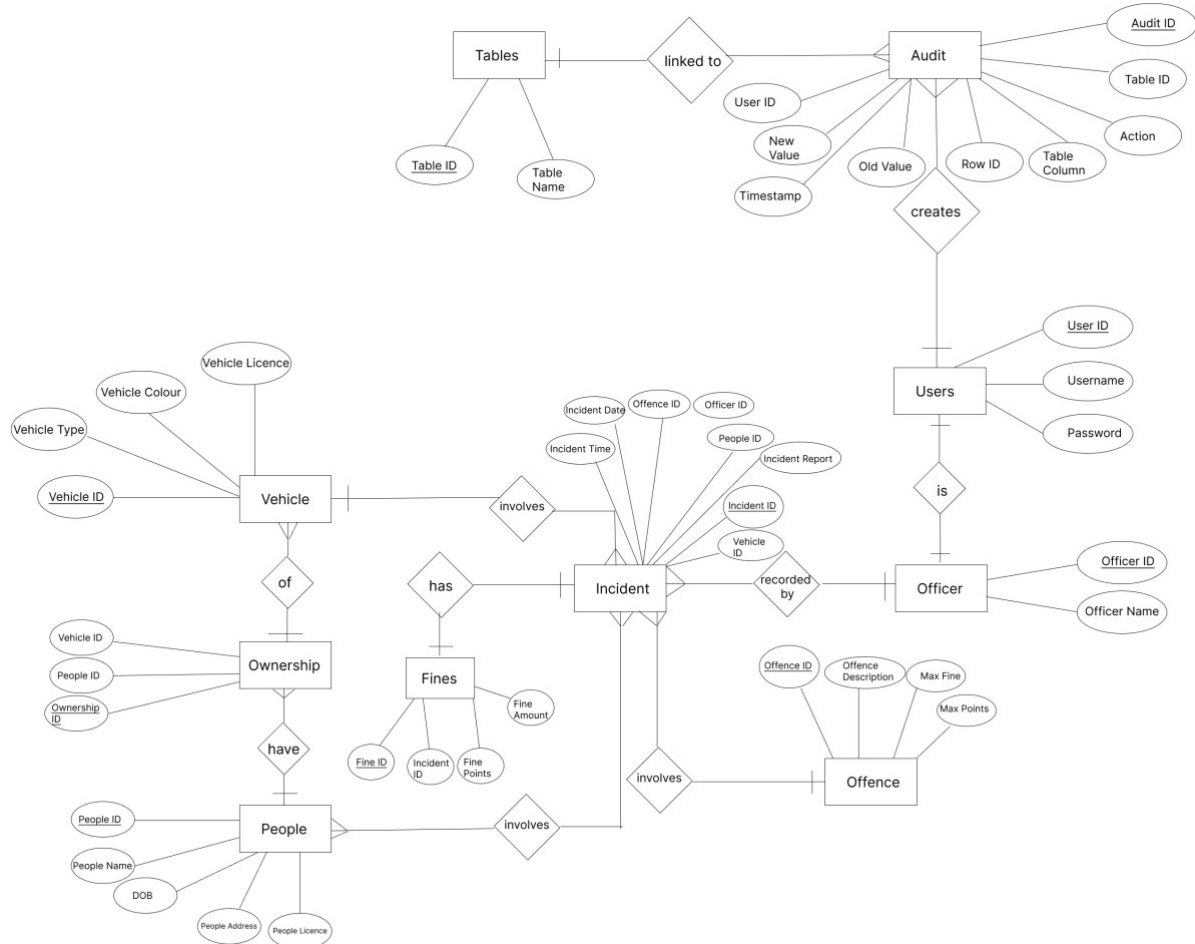 Audit ID
Tables
linked to
Audit
Table ID
User ID
Action
New
Value
Table ID
Table
Name
Old Value
Row ID
Table
Column
Timestamp
creates
User ID
Vehicle Licence
Users
Username
Vehicle Colour
Incident Date
Offence ID
Officer ID
Vehicle Type
Incident Time
People ID
Incident Report
Password
Vehicle ID
Vehicle
involves
is
Incident ID
Vehicle
ID
of
has
Incident
recorded
by
Officer
Officer ID
Officer Name
Vehicle ID
People ID
Ownership
ID
Ownership
Fines
Fine
Amount
Offence ID
Offence
Description
Max Fine
Max Points
have
Fine ID
Incident
ID
Fine
Points
involves
Offence
People ID
People
involves
People Name
DOB
People Address
People Licence